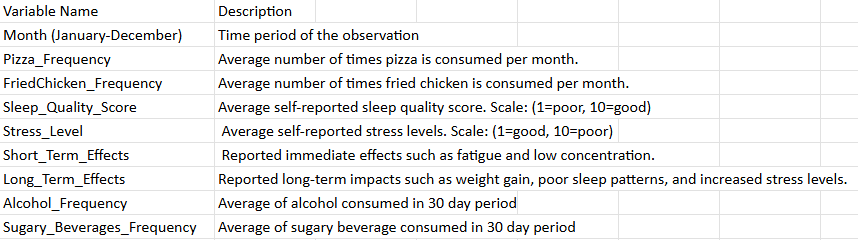 Variable Name Description
Month (January-December) Time period of the observation
Pizza_Frequency Average number of times pizza is consumed per month.
FriedChicken_Frequency Average number of times fried chicken is consumed per month.
Sleep_Quality_Score Average self-reported sleep quality score. Scale: (1=poor, 10=good)
Stress_Level Average self-reported stress levels. Scale: (1=good, 10=poor)
Short_Term_Effects Reported immediate effects such as fatigue and low concentration.
Long_Term_Effects Reported long-term impacts such as weight gain, poor sleep patterns, and increased stress levels.
Alcohol_Frequency Average of alcohol consumed in 30 day period
Sugary_Beverages_Frequency Average of sugary beverage consumed in 30 day period